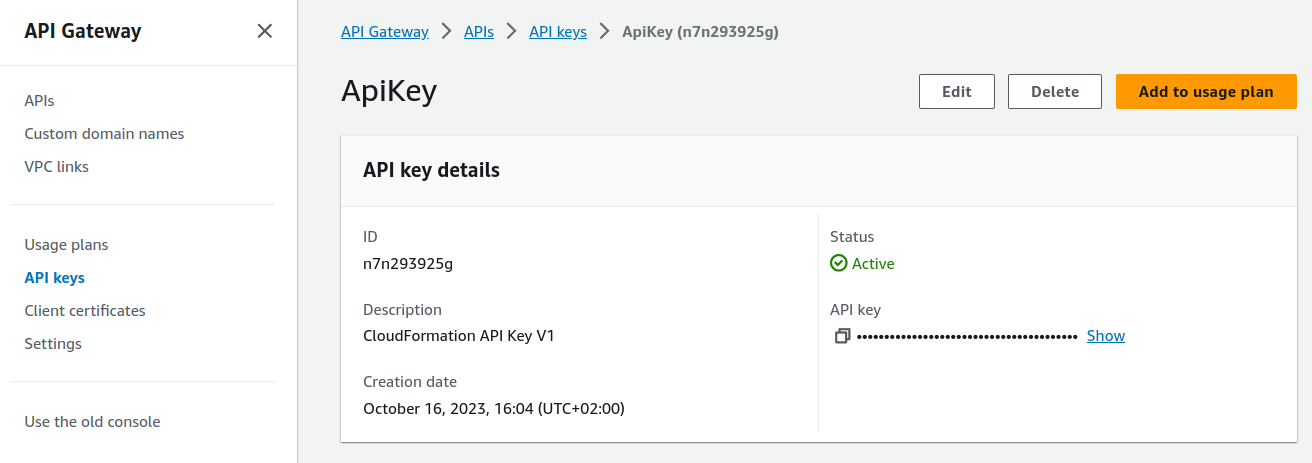 API Gateway
APIs
Custom domain names
VPC links
Usage plans
API keys
Client certificates
Settings
Use the old console
API Gateway > APIs > API keys > ApiKey (n7n293925g)
ApiKey
Edit
Delete
Add to usage plan
API key details
ID
n7n293925g
Description
CloudFormation API Key V1
Creation date
October 16, 2023, 16:04 (UTC+02:00)
Status
Active
API key
•••••••••••••••••••••••••••••••••••••••• Show